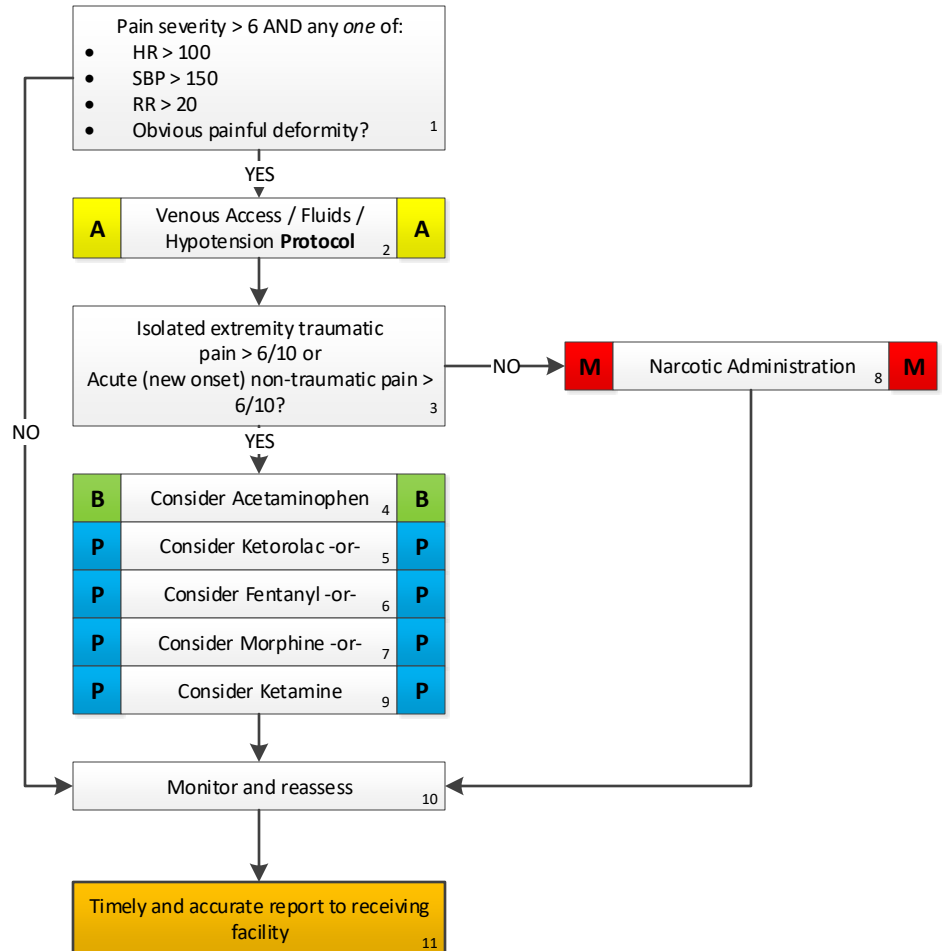 Pain severity > 6 AND any one of:
• HR > 100
• SBP > 150
• RR > 20
• Obvious painful deformity?
1
YES
A
Venous Access / Fluids /
Hypotension Protocol
2
A
Isolated extremity traumatic
pain > 6/10 or
Acute (new onset) non-traumatic pain >
6/10?
3
NO
M
Narcotic Administration
8
M
NO
YES
B
Consider Acetaminophen
4
B
P
Consider Ketorolac -or-
5
P
P
Consider Fentanyl -or-
6
P
P
Consider Morphine -or-
7
P
P
Consider Ketamine
9
P
Monitor and reassess
10
Timely and accurate report to receiving
facility
11